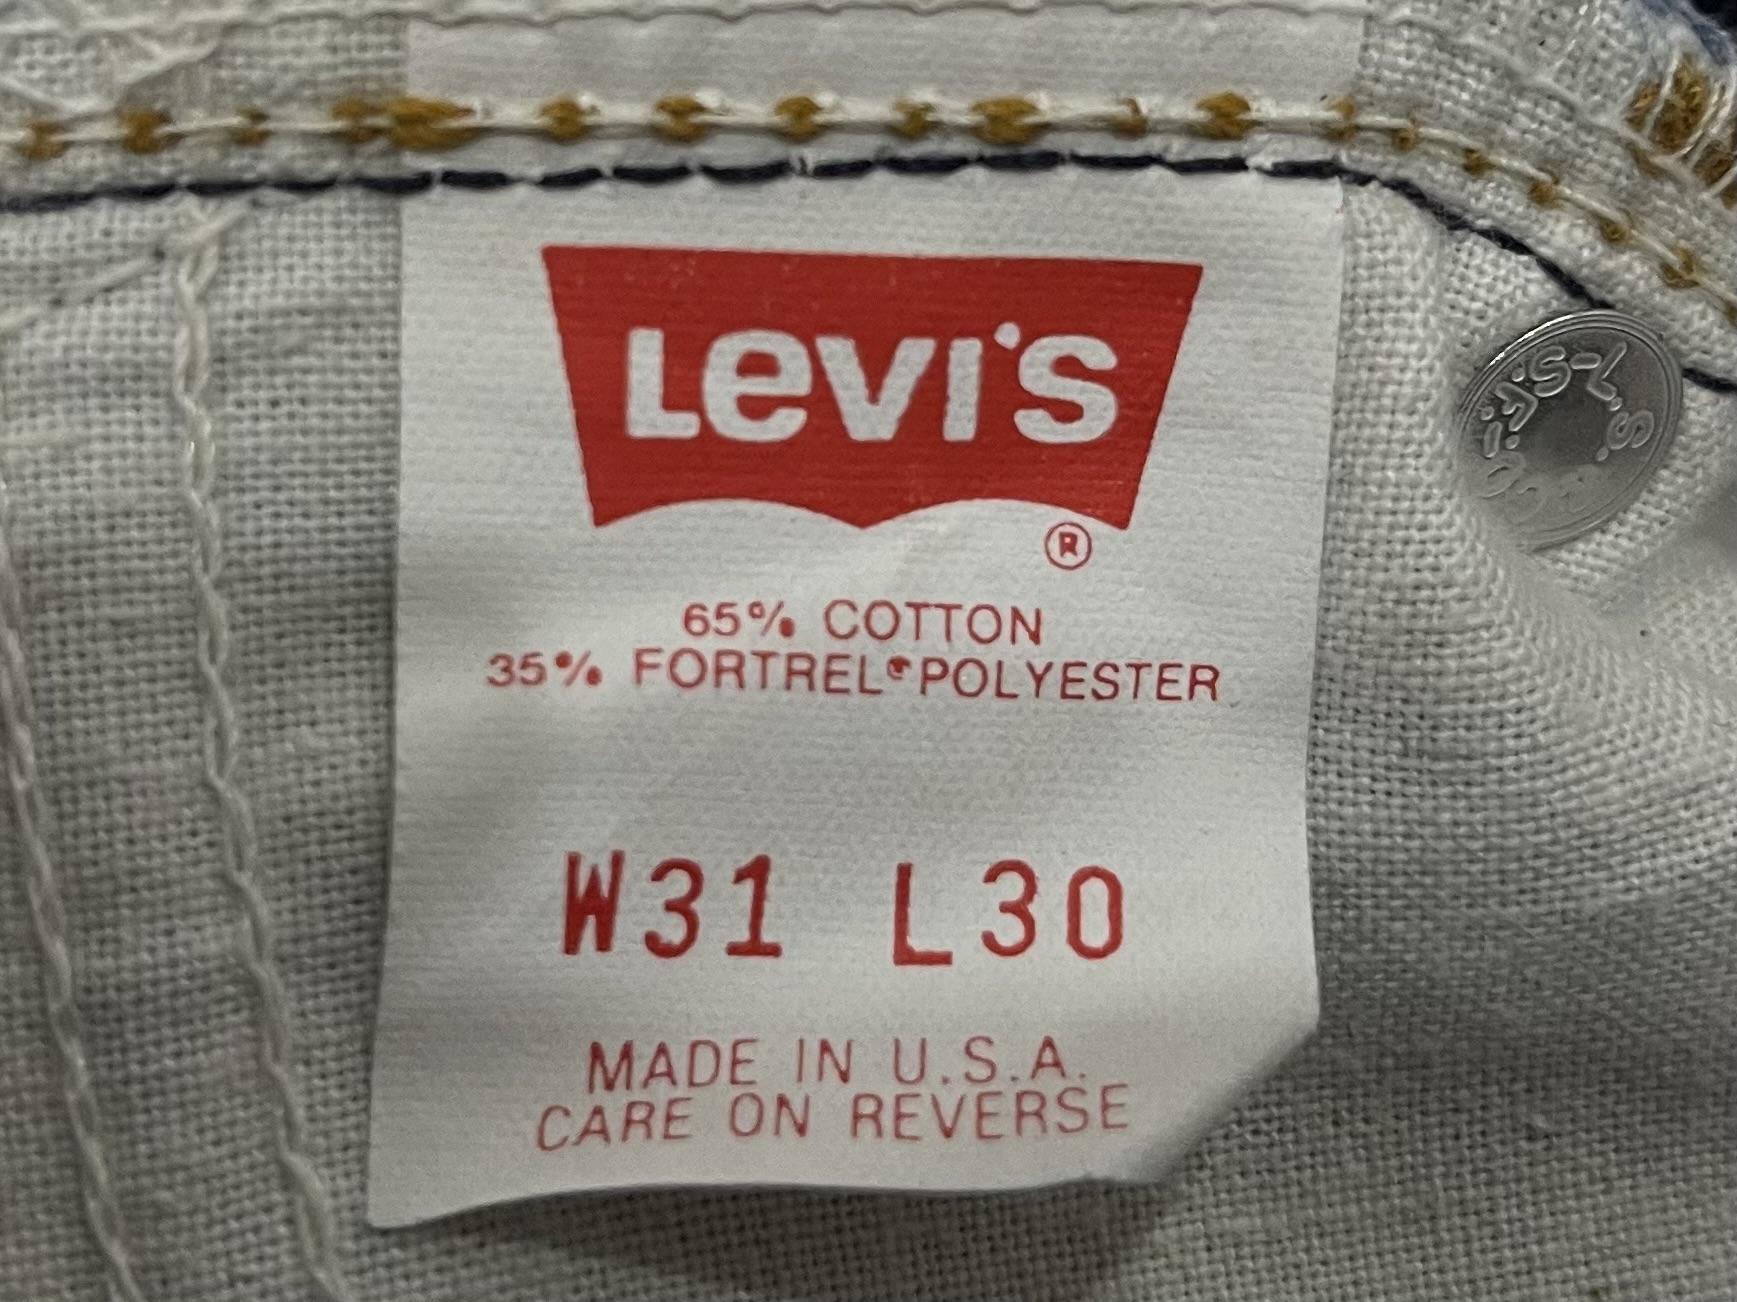 Levi's
®
65% COTTON
35% FORTREL® POLYESTER
W31 L30
MADE IN U.S.A.
CARE ON REVERSE